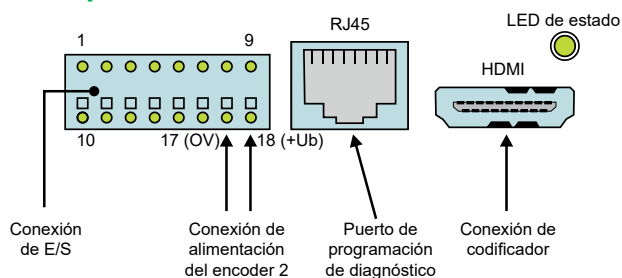 LED de estado
RJ45
1
9
HDMI
10
17 (OV)
18 (+Ub)
Conexión
de E/S
Conexión de
alimentación
del encoder 2
Puerto de
programación
de diagnóstico
Conexión de
codificador